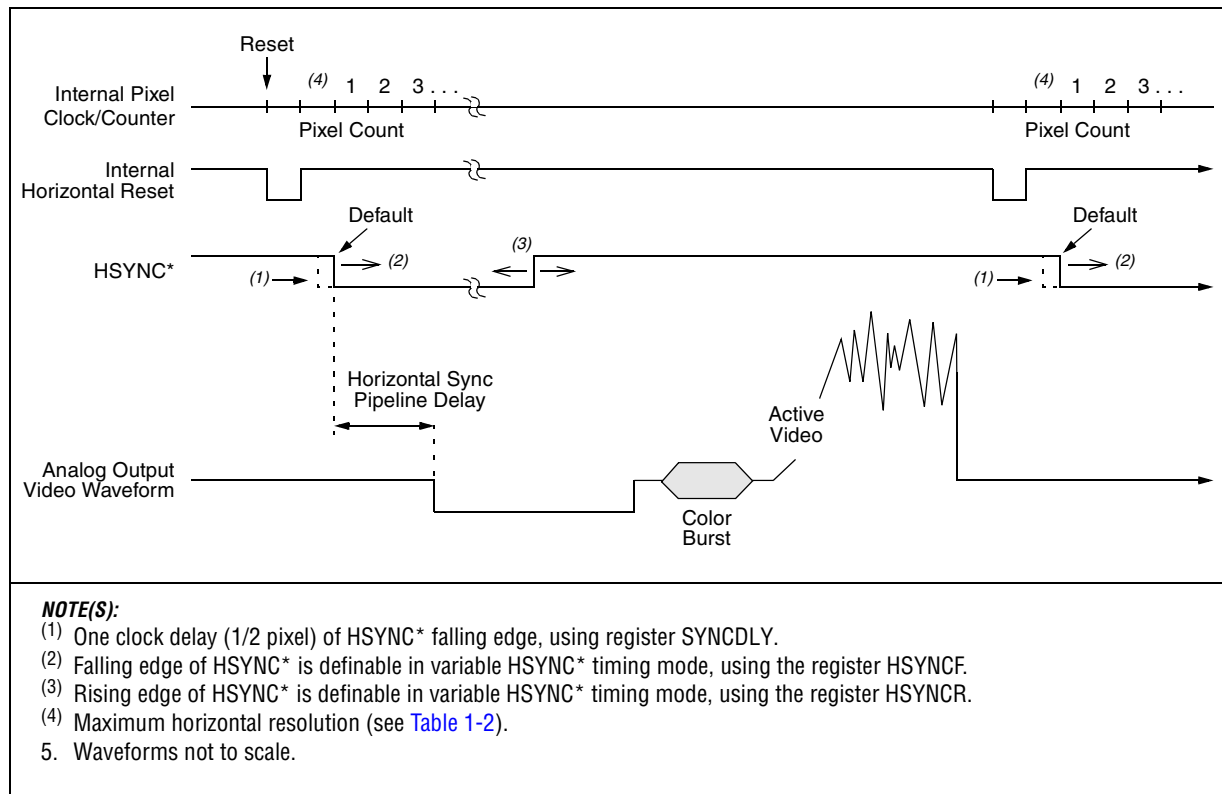 Reset
(4) 1 2 3 . . .
(4) 1 2 3 . . .
Internal Pixel
Clock/Counter
Pixel Count
Pixel Count
Internal
Horizontal Reset
Default
Default
HSYNC*
(1)
(2)
(3)
(1)
(2)
Horizontal Sync
Pipeline Delay
Active
Video
Analog Output
Video Waveform
Color
Burst
NOTE(S):
(1) One clock delay (1/2 pixel) of HSYNC* falling edge, using register SYNCDLY.
(2) Falling edge of HSYNC* is definable in variable HSYNC* timing mode, using the register HSYNCF.
(3) Rising edge of HSYNC* is definable in variable HSYNC* timing mode, using the register HSYNCR.
(4) Maximum horizontal resolution (see Table 1-2).
5. Waveforms not to scale.